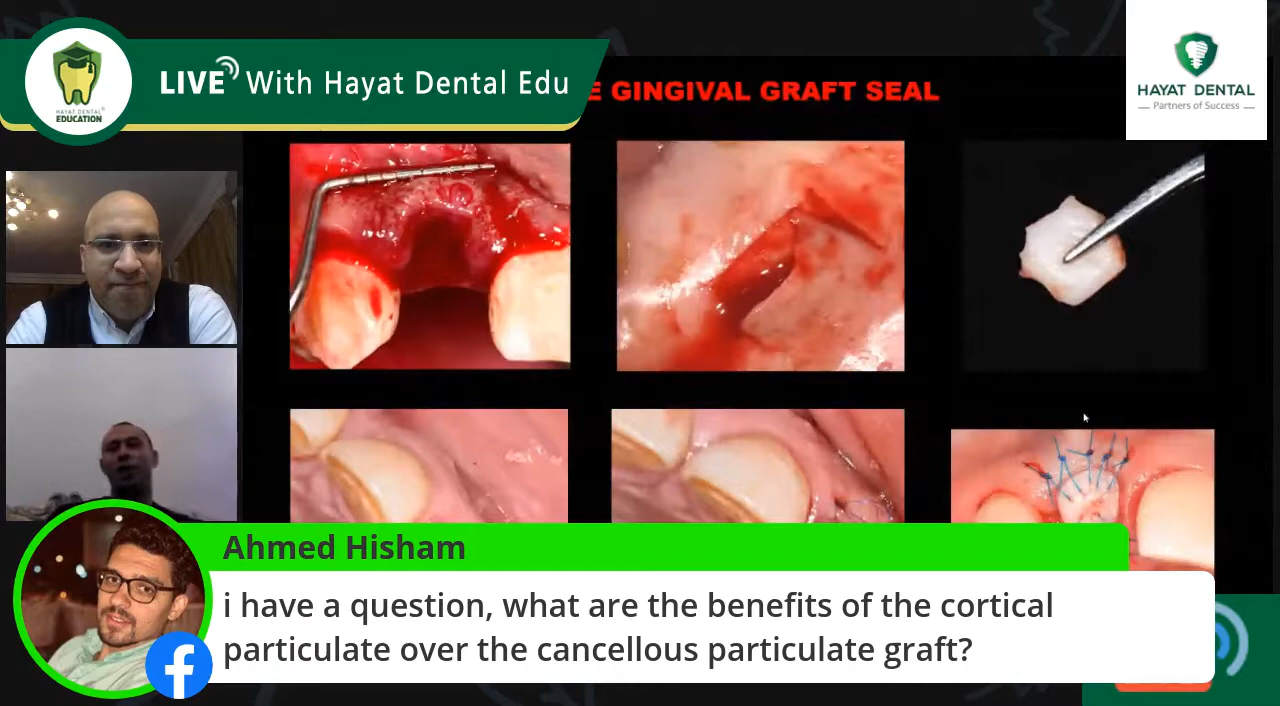 LIVE With Hayat Dental Edu
HAYAT DENTAL
EDUCATION
E GINGIVAL GRAFT SEAL
HAYAT DENTAL
Partners of Success
Ahmed Hisham
i have a question, what are the benefits of the cortical
particulate over the cancellous particulate graft?